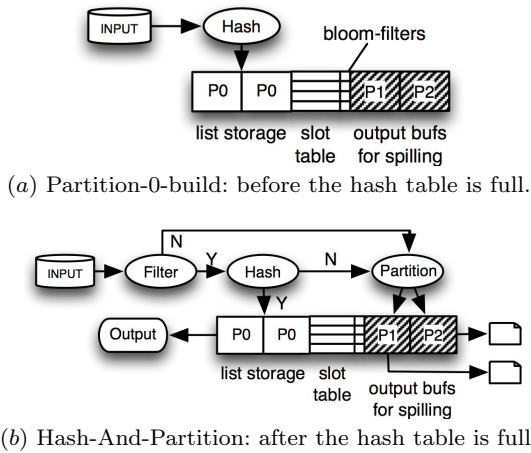 INPUT
Hash
bloom-filters
P0 P0 P1 P2
list storage slot table output bufs for spilling
(a) Partition-0-build: before the hash table is full.
N
INPUT Filter Y Hash N Partition
Y
Output P0 P0 P1 P2
list storage slot table output bufs for spilling
(b) Hash-And-Partition: after the hash table is full